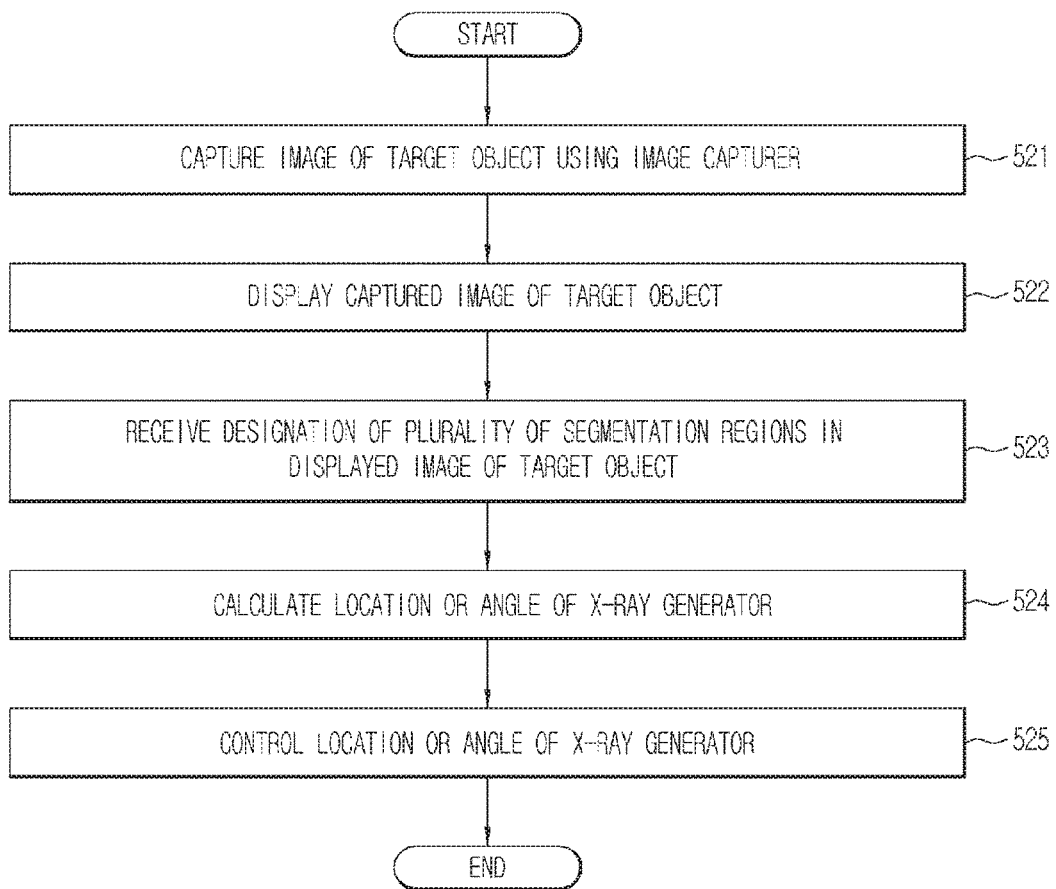 START
CAPTURE IMAGE OF TARGET OBJECT USING IMAGE CAPTURER
521
DISPLAY CAPTURED IMAGE OF TARGET OBJECT
522
RECEIVE DESIGNATION OF PLURALITY OF SEGMENTATION REGIONS IN
DISPLAYED IMAGE OF TARGET OBJECT
523
CALCULATE LOCATION OR ANGLE OF X-RAY GENERATOR
524
CONTROL LOCATION OR ANGLE OF X-RAY GENERATOR
525
END